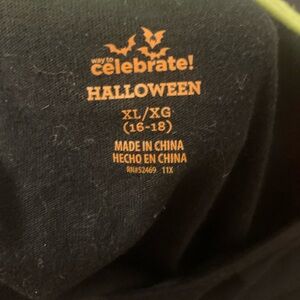 way to
celebrate!
HALLOWEEN
XL/XG
(16-18)
MADE IN CHINA
HECHO EN CHINA
RN#52469 11X